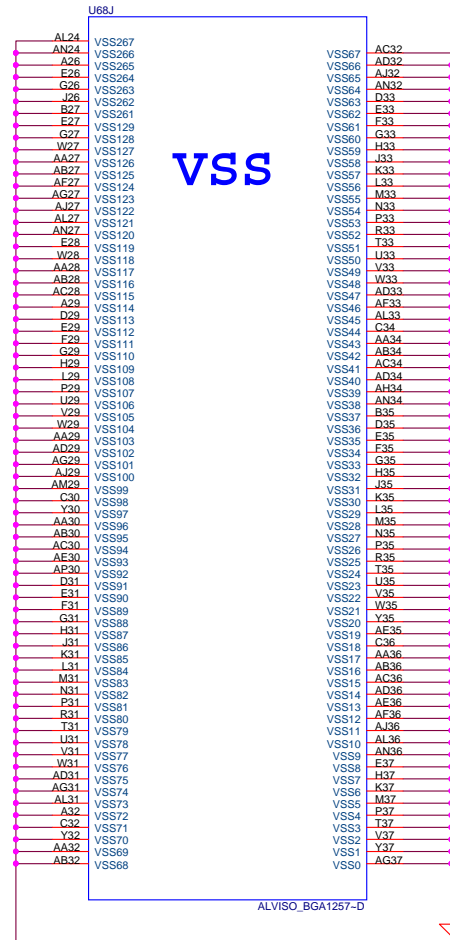 U68J
AL24 VSS267
AN24 VSS266
A26 VSS265
E26 VSS264
G26 VSS263
J26 VSS262
B27 VSS261
E27 VSS129
G27 VSS128
W27 VSS127
AA27 VSS126
AB27 VSS125
AF27 VSS124
AG27 VSS123
AJ27 VSS122
AL27 VSS121
AN27 VSS120
E28 VSS119
W28 VSS118
AA28 VSS117
AB28 VSS116
AC28 VSS115
A29 VSS114
D29 VSS113
E29 VSS112
F29 VSS111
G29 VSS110
H29 VSS109
L29 VSS108
P29 VSS107
U29 VSS106
V29 VSS105
W29 VSS104
AA29 VSS103
AD29 VSS102
AG29 VSS101
AJ29 VSS100
AM29 VSS99
C30 VSS98
Y30 VSS97
AA30 VSS96
AB30 VSS95
AC30 VSS94
AE30 VSS93
AP30 VSS92
D31 VSS91
E31 VSS90
F31 VSS89
G31 VSS88
H31 VSS87
J31 VSS86
K31 VSS85
L31 VSS84
M31 VSS83
N31 VSS82
P31 VSS81
R31 VSS80
T31 VSS79
U31 VSS78
V31 VSS77
W31 VSS76
AD31 VSS75
AG31 VSS74
AL31 VSS73
A32 VSS72
C32 VSS71
Y32 VSS70
AA32 VSS69
AB32 VSS68
VSS
VSS67 AC32
VSS66 AD32
VSS65 AJ32
VSS64 AN32
VSS63 D33
VSS62 E33
VSS61 F33
VSS60 G33
VSS59 H33
VSS58 J33
VSS57 K33
VSS56 L33
VSS55 M33
VSS54 N33
VSS53 P33
VSS52 R33
VSS51 T33
VSS50 U33
VSS49 V33
VSS48 W33
VSS47 AD33
VSS46 AF33
VSS45 AL33
VSS44 C34
VSS43 AA34
VSS42 AB34
VSS41 AC34
VSS40 AD34
VSS39 AH34
VSS38 AN34
VSS37 B35
VSS36 D35
VSS35 E35
VSS34 F35
VSS33 G35
VSS32 H35
VSS31 J35
VSS30 K35
VSS29 L35
VSS28 M35
VSS27 N35
VSS26 P35
VSS25 R35
VSS24 T35
VSS23 U35
VSS22 V35
VSS21 W35
VSS20 Y35
VSS19 AE35
VSS18 C36
VSS17 AA36
VSS16 AB36
VSS15 AC36
VSS14 AD36
VSS13 AE36
VSS12 AF36
VSS11 AJ36
VSS10 AL36
VSS9 AN36
VSS8 E37
VSS7 H37
VSS6 K37
VSS5 M37
VSS4 P37
VSS3 T37
VSS2 V37
VSS1 Y37
VSS0 AG37
ALVISO_BGA1257~D